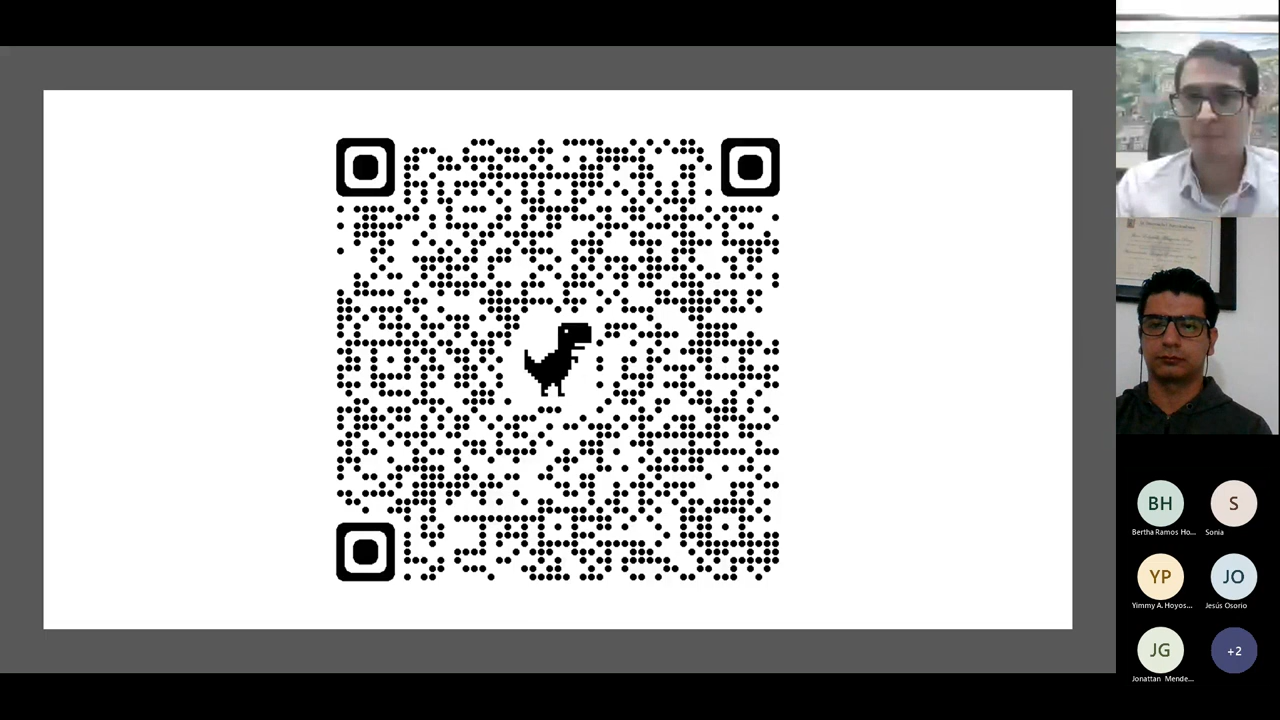 BH
S
Bertha Ramos Ho...
Sonia
YP
JO
Yimmy A. Hoyos...
Jesús Osorio
JG
+2
Jonattan Mende...